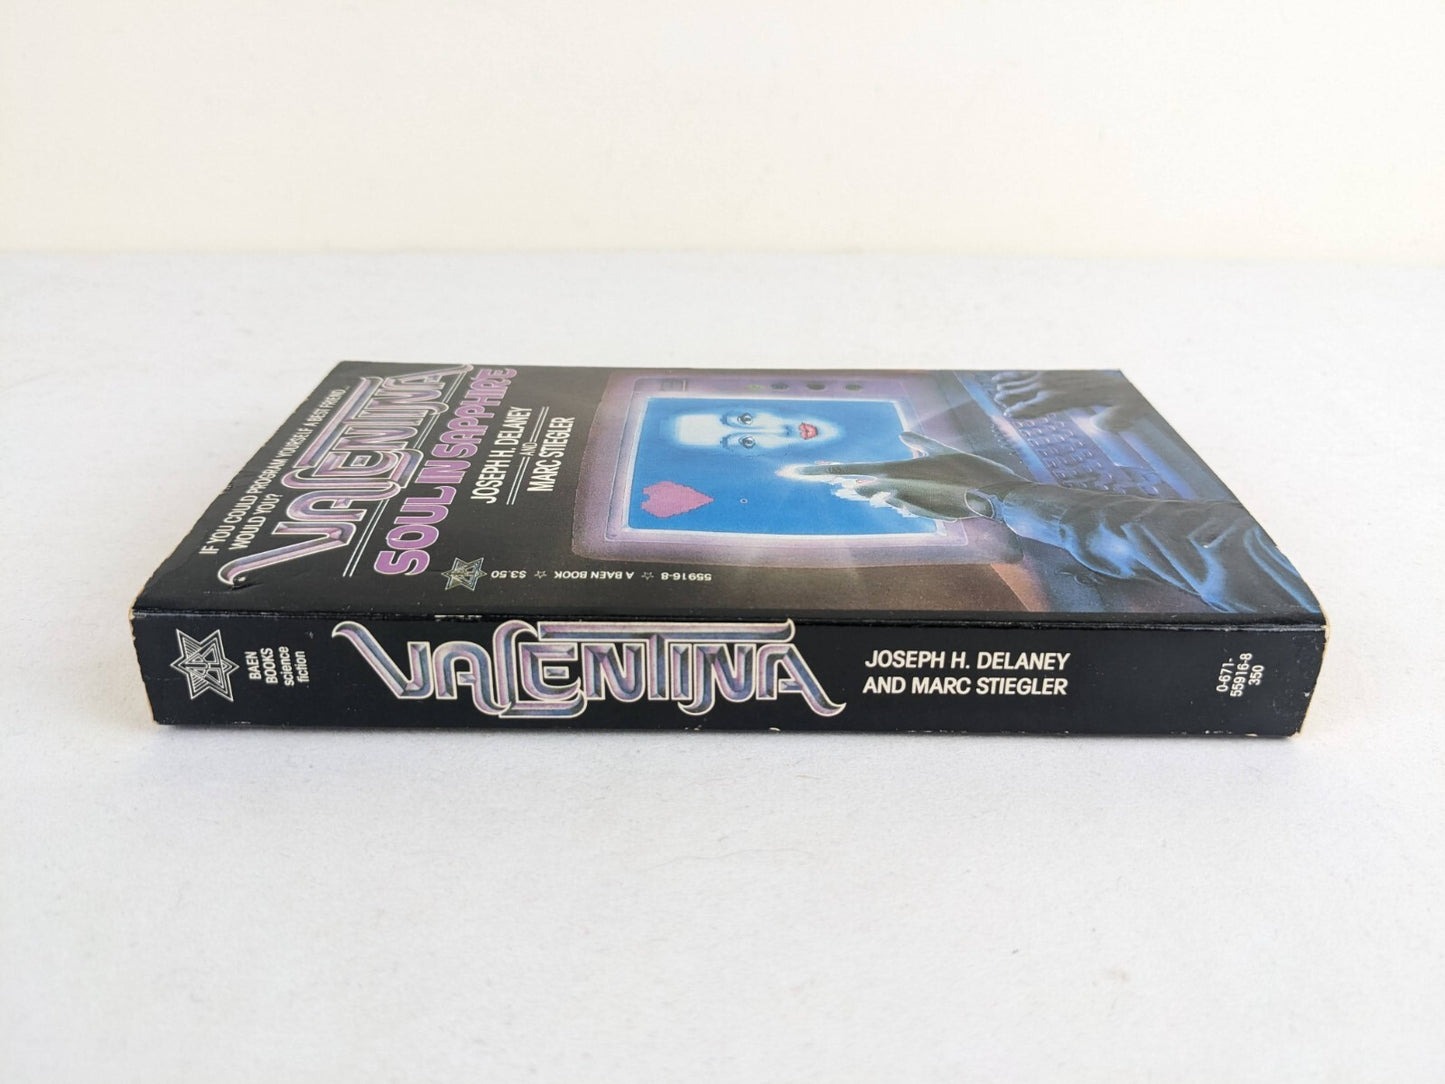 IF YOU COULD PROGRAM YOURSELF A BEST FRIEND,
WOULD YOU?
VALENTINA
SOUL IN SAPPHIRE
JOSEPH H. DELANEY
AND
MARC STIEGLER
55916-8 ☆ A BAEN BOOK ☆ $3.50
BAEN
BOOKS
science
fiction
VALENTINA
JOSEPH H. DELANEY
AND MARC STIEGLER
0-671-
55916-8
350